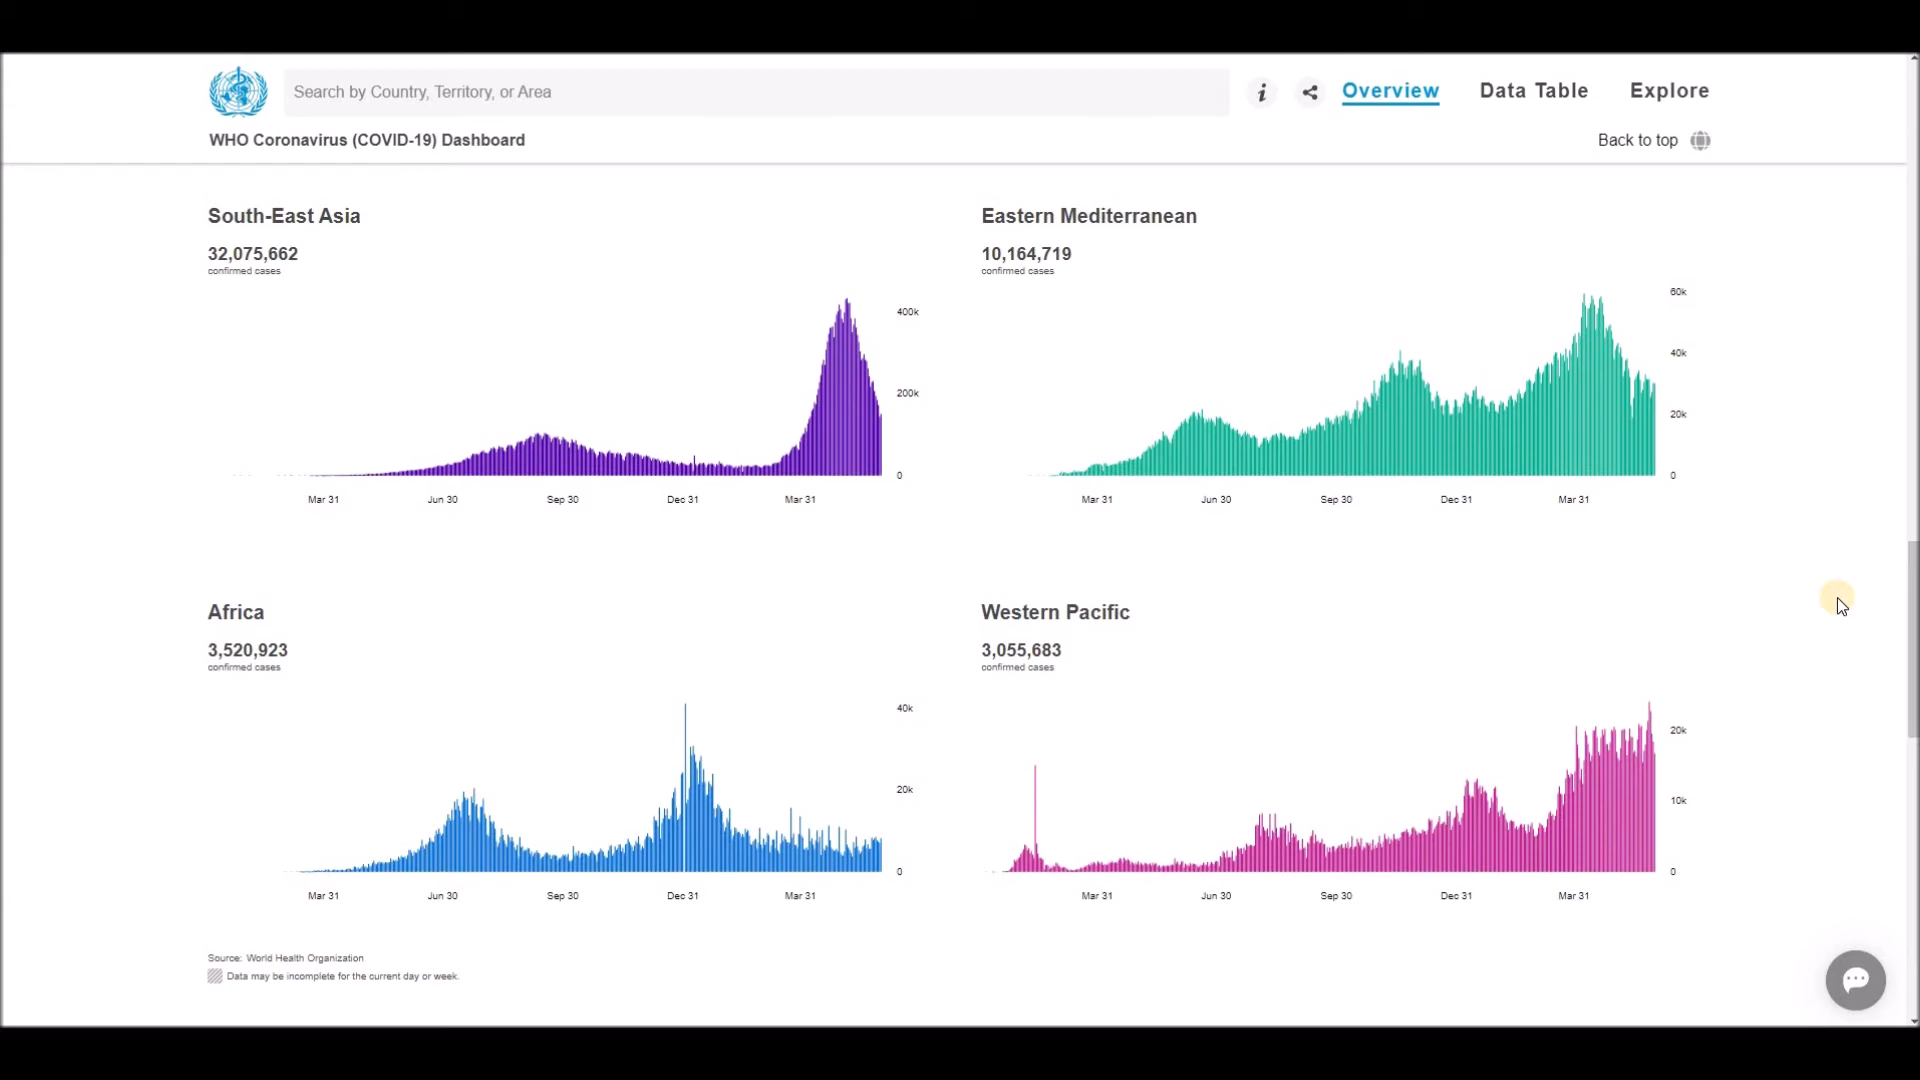 Search by Country, Territory, or Area
i
Overview
Data Table
Explore
WHO Coronavirus (COVID-19) Dashboard
Back to top
South-East Asia
32,075,662
confirmed cases
400k
200k
0
Mar 31
Jun 30
Sep 30
Dec 31
Mar 31
Eastern Mediterranean
10,164,719
confirmed cases
60k
40k
20k
0
Mar 31
Jun 30
Sep 30
Dec 31
Mar 31
Africa
3,520,923
confirmed cases
40k
20k
0
Mar 31
Jun 30
Sep 30
Dec 31
Mar 31
Western Pacific
3,055,683
confirmed cases
20k
10k
0
Mar 31
Jun 30
Sep 30
Dec 31
Mar 31
Source: World Health Organization
Data may be incomplete for the current day or week.